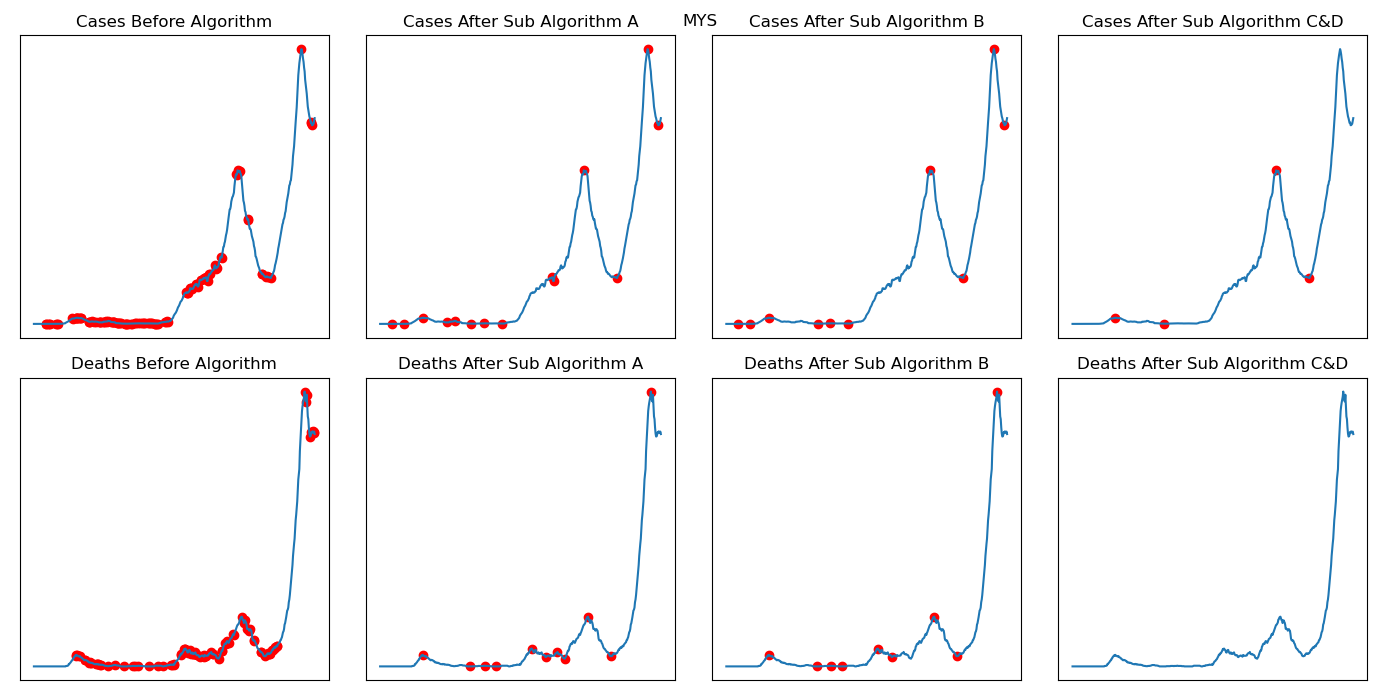 MYS
Cases Before Algorithm
Cases After Sub Algorithm A
Cases After Sub Algorithm B
Cases After Sub Algorithm C&D
Deaths Before Algorithm
Deaths After Sub Algorithm A
Deaths After Sub Algorithm B
Deaths After Sub Algorithm C&D